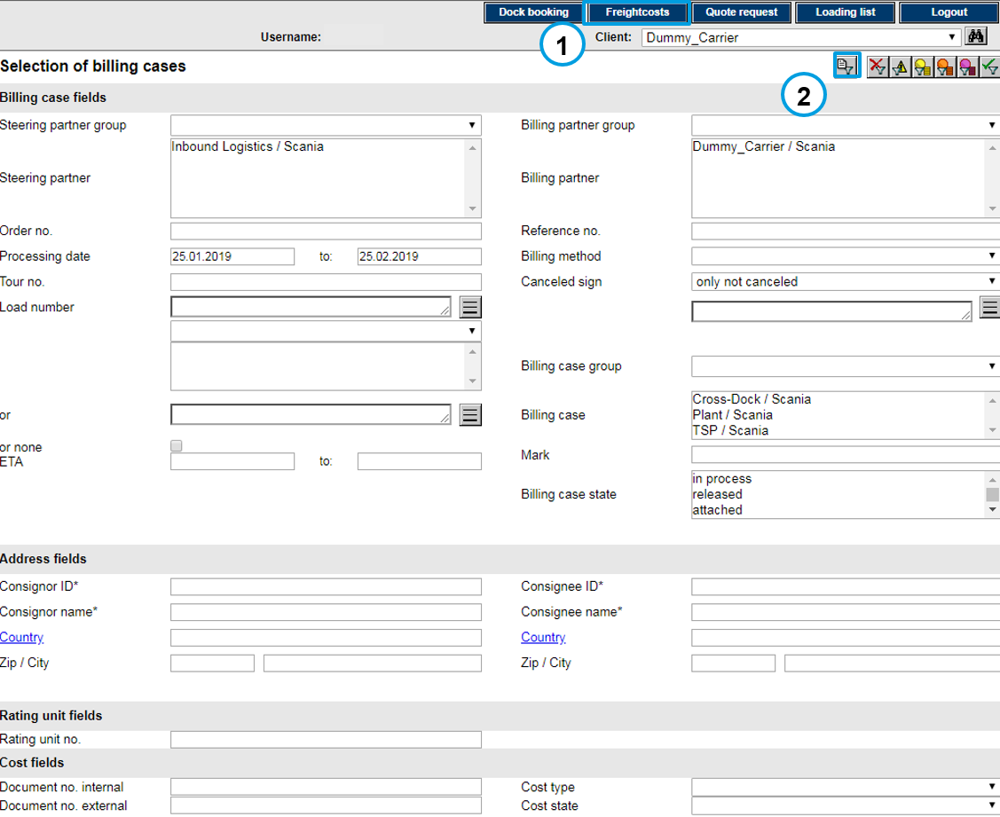 Dock booking Freightcosts Quote request Loading list Logout
Username: 1 Client: Dummy_Carrier
Selection of billing cases 2
Billing case fields
Steering partner group Billing partner group
Inbound Logistics / Scania Dummy_Carrier / Scania
Steering partner Billing partner
Order no. Reference no.
Processing date 25.01.2019 to: 25.02.2019 Billing method
Tour no. Canceled sign only not canceled
Load number
Billing case group
Cross-Dock / Scania
or Billing case Plant / Scania
TSP / Scania
or none
ETA to: Mark
in process
Billing case state released
attached
Address fields
Consignor ID* Consignee ID*
Consignor name* Consignee name*
Country Country
Zip / City Zip / City
Rating unit fields
Rating unit no.
Cost fields
Document no. internal Cost type
Document no. external Cost state